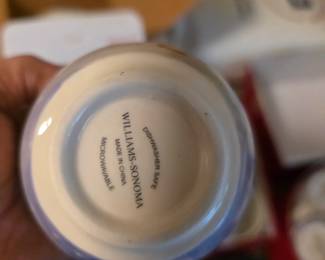 DISHWASHER SAFE
WILLIAMS-SONOMA
MADE IN CHINA
MICROWAVABLE